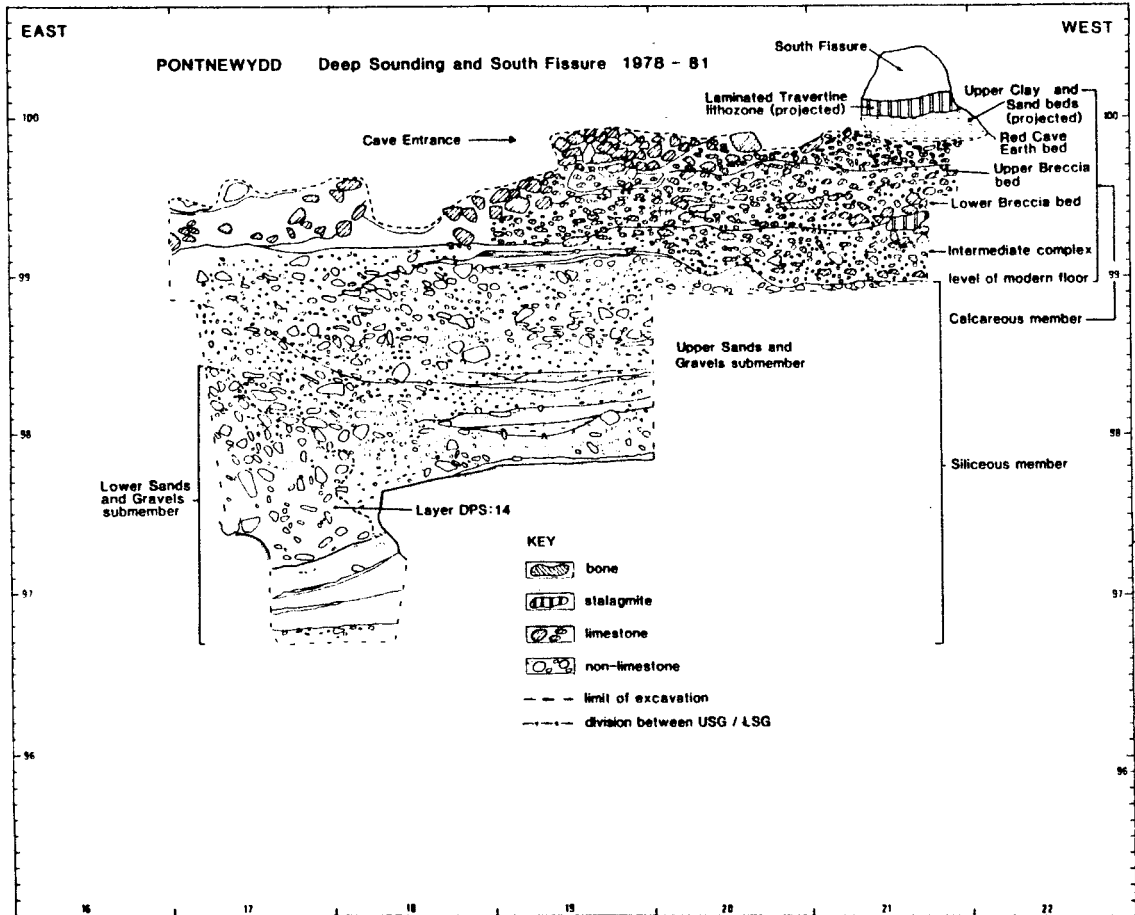 EAST
WEST
PONTNEWYDD Deep Sounding and South Fissure 1978 - 81
South Fissure
Laminated Travertine
lithozone (projected)
Upper Clay and
Sand beds
(projected)
Red Cave
Earth bed
Cave Entrance
Upper Breccia
bed
Lower Breccia bed
Intermediate complex
level of modern floor
Calcareous member
Upper Sands and
Gravels submember
Siliceous member
Lower Sands
and Gravels
submember
Layer DPS:14
KEY
bone
stalagmite
limestone
non-limestone
limit of excavation
division between USG / LSG
100
99
98
97
96
100
99
98
97
96
16 17 18 19 20 21 22